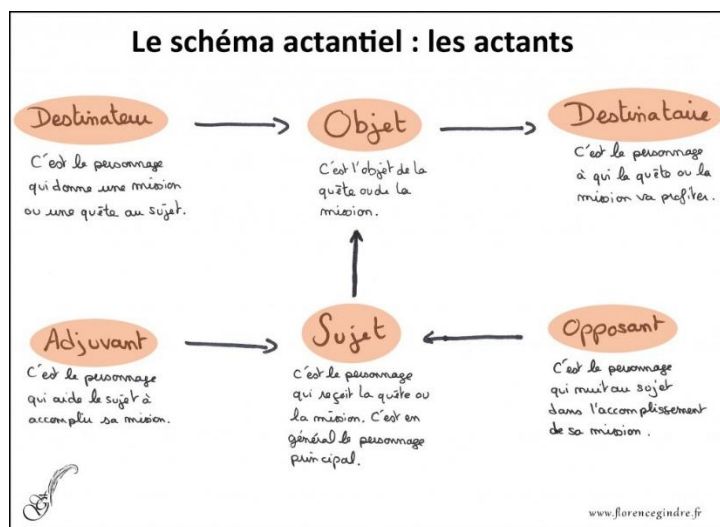 Le schéma actantiel : les actants
Destinateur
C'est le personnage
qui donne une mission
ou une quête au sujet.
Objet
C'est l'objet de la
quête ou de la
mission.
Destinataire
C'est le personnage
à qui la quête ou la
mission va profiter.
Adjuvant
C'est le personnage
qui aide le sujet à
accomplir sa mission.
Sujet
C'est le personnage
qui reçoit la quête ou
la mission. C'est en
général le personnage
principal.
Opposant
C'est le personnage
qui nuit au sujet
dans l'accomplissement
de sa mission.
www.florencegindre.fr